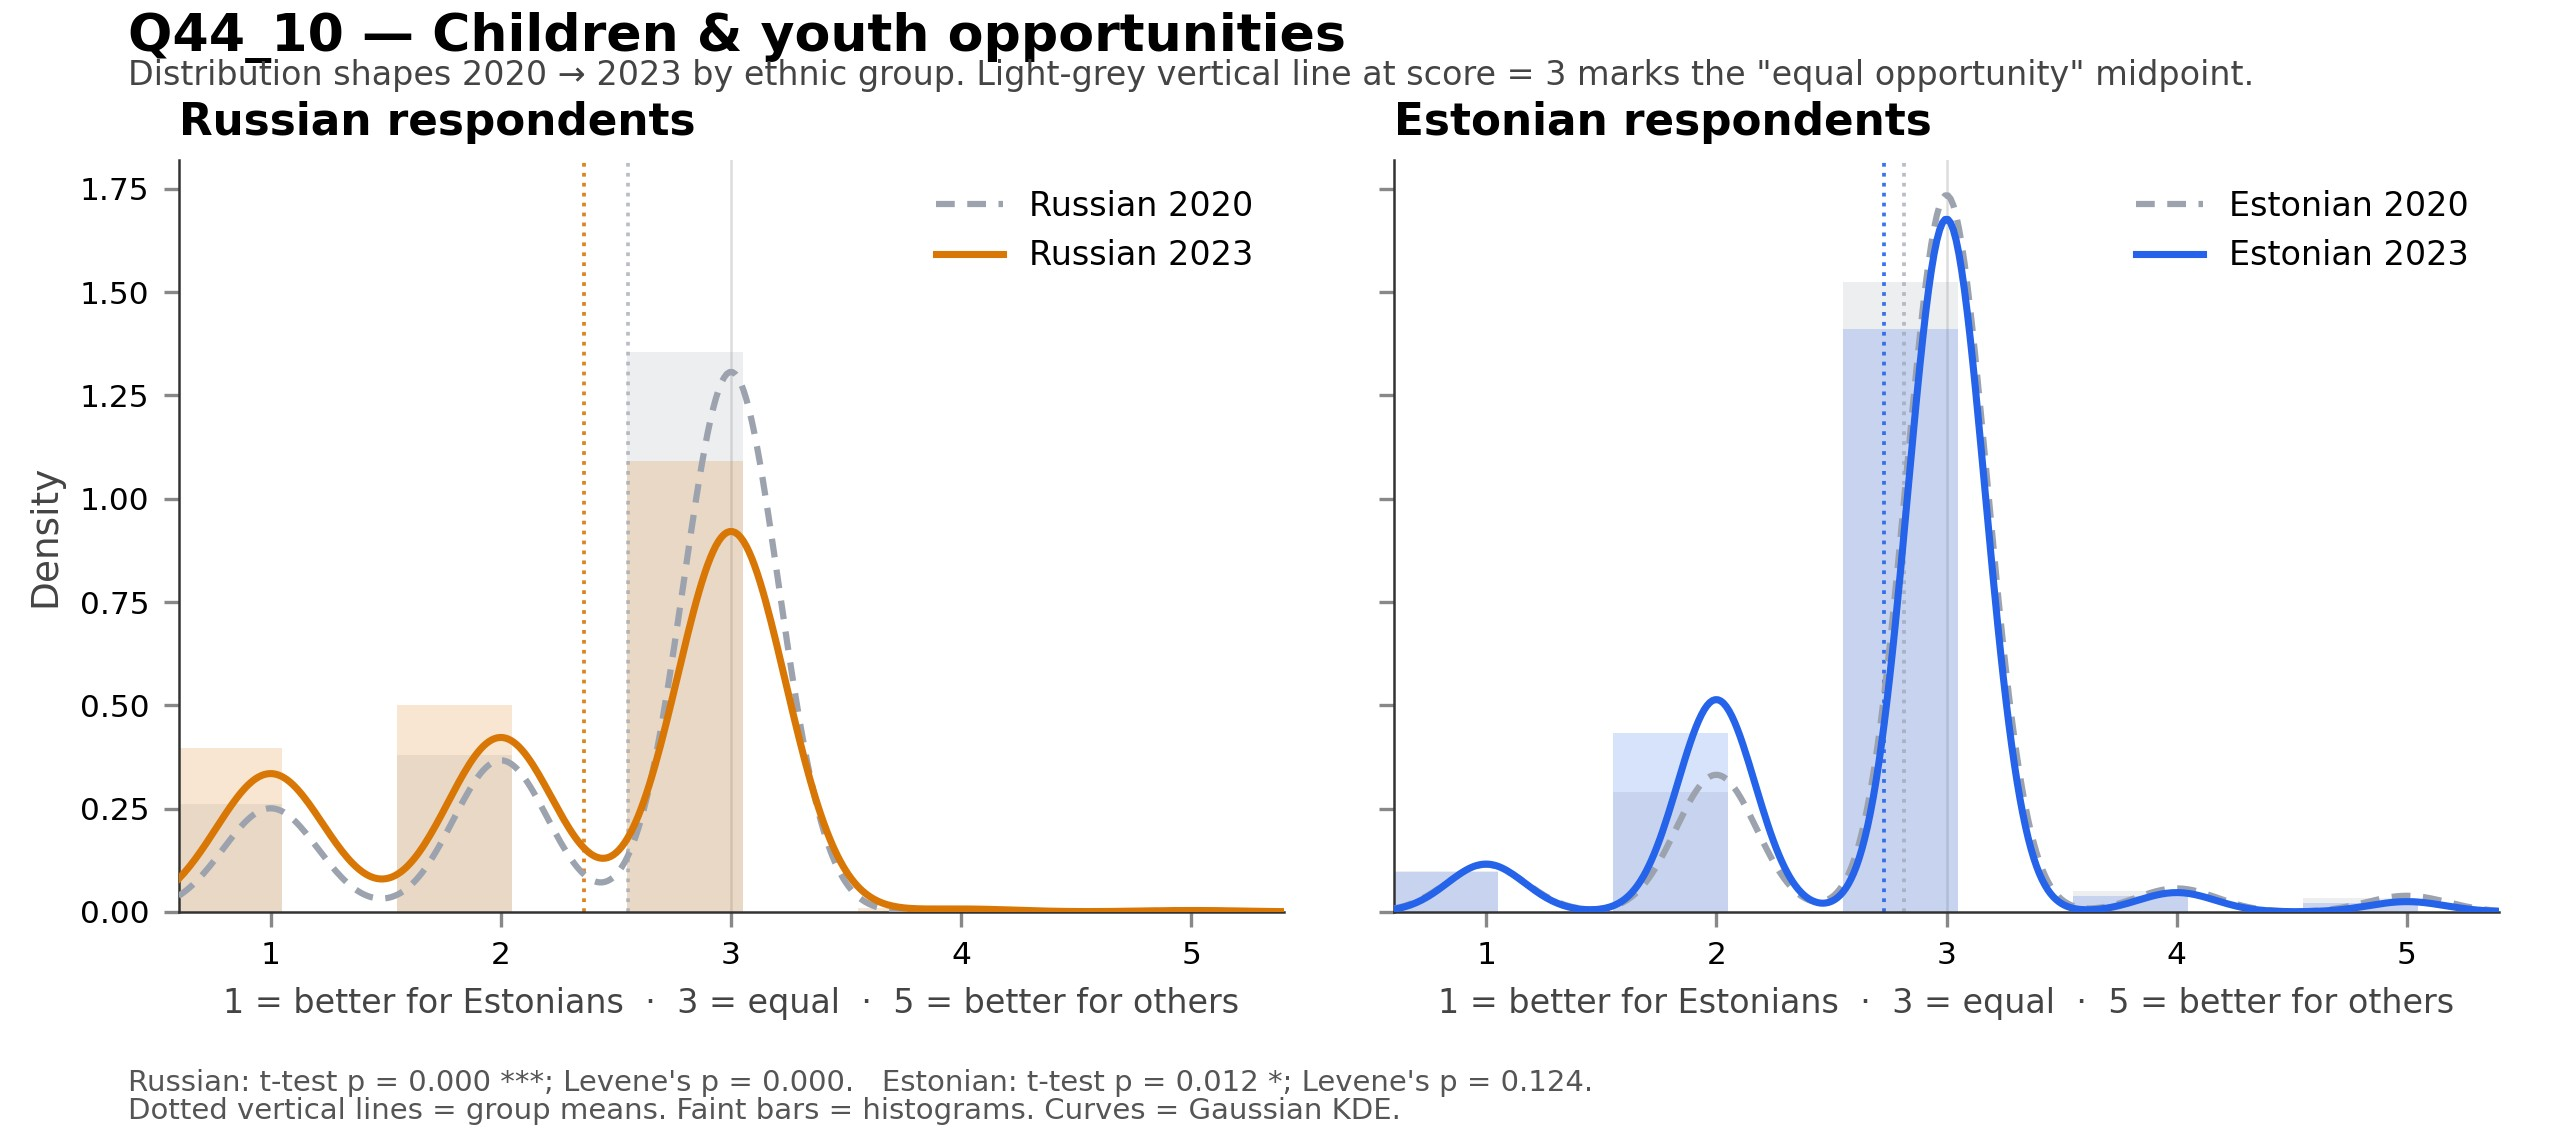 Q44_10 — Children & youth opportunities
Distribution shapes 2020 → 2023 by ethnic group. Light-grey vertical line at score = 3 marks the "equal opportunity" midpoint.
Russian respondents
Density
1.75
1.50
1.25
1.00
0.75
0.50
0.25
0.00
Russian 2020
Russian 2023
1 2 3 4 5
1 = better for Estonians · 3 = equal · 5 = better for others
Estonian respondents
Estonian 2020
Estonian 2023
1 2 3 4 5
1 = better for Estonians · 3 = equal · 5 = better for others
Russian: t-test p = 0.000 ***; Levene's p = 0.000. Estonian: t-test p = 0.012 *; Levene's p = 0.124.
Dotted vertical lines = group means. Faint bars = histograms. Curves = Gaussian KDE.